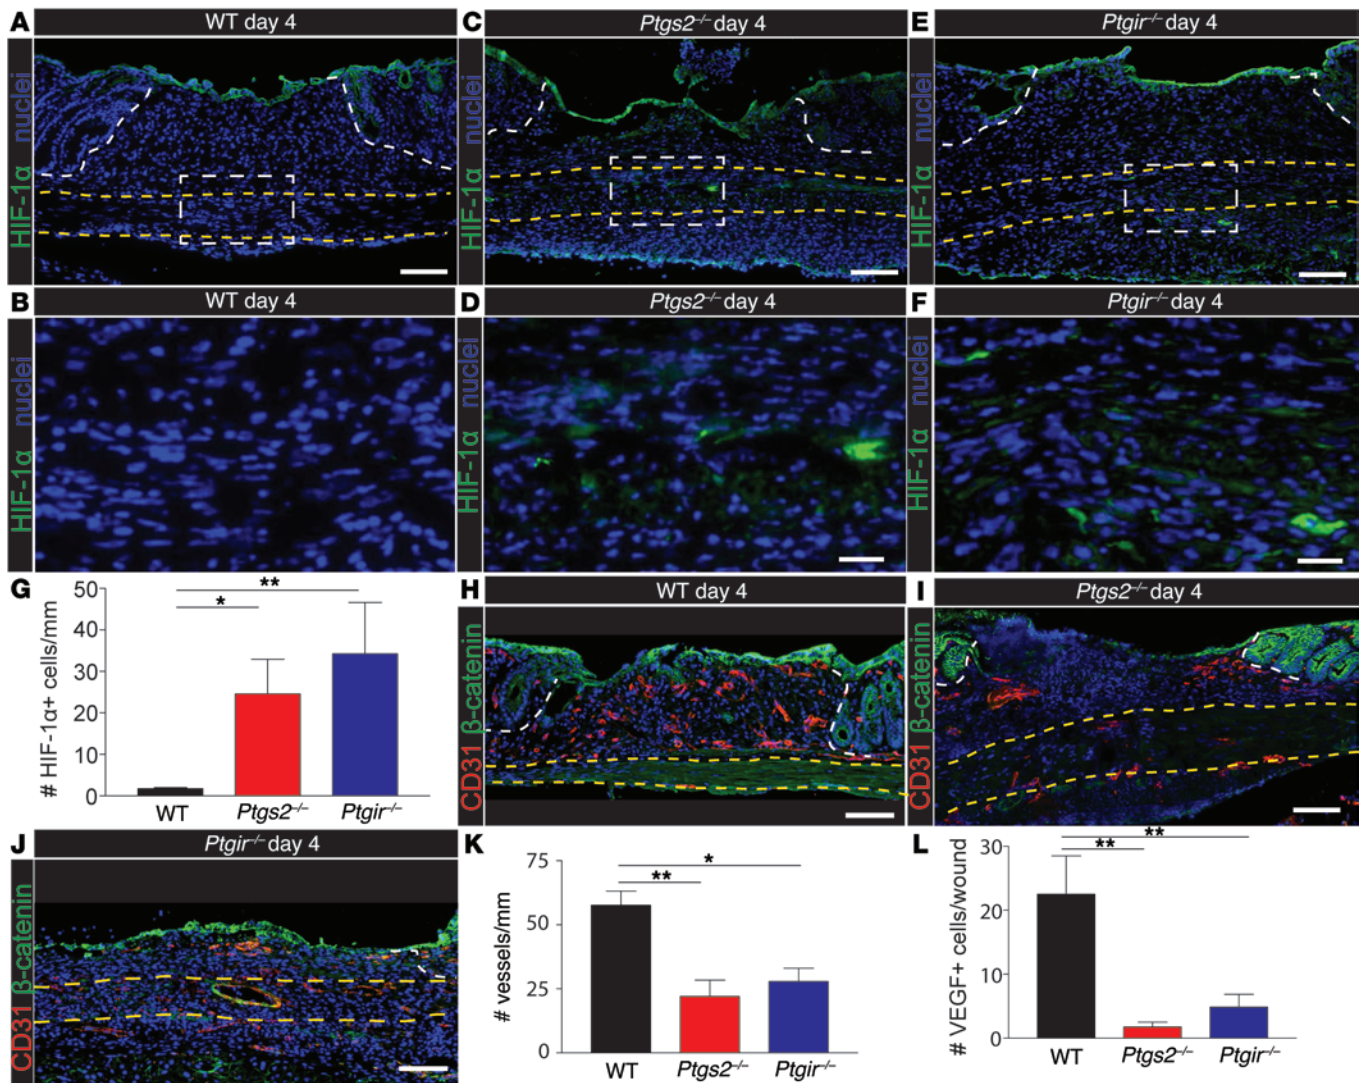 A
WT day 4
HIF-1α nuclei
C
Ptgs2–/– day 4
HIF-1α nuclei
E
Ptgir–/– day 4
HIF-1α nuclei
B
WT day 4
HIF-1α nuclei
D
Ptgs2–/– day 4
HIF-1α nuclei
F
Ptgir–/– day 4
HIF-1α nuclei
G
# HIF-1α+ cells/mm
50
40
30
20
10
0
**
*
WT
Ptgs2–/–
Ptgir–/–
H
WT day 4
CD31 β-catenin
I
Ptgs2–/– day 4
CD31 β-catenin
J
Ptgir–/– day 4
CD31 β-catenin
K
# vessels/mm
75
50
25
0
*
**
WT
Ptgs2–/–
Ptgir–/–
L
# VEGF+ cells/wound
30
20
10
0
**
**
WT
Ptgs2–/–
Ptgir–/–